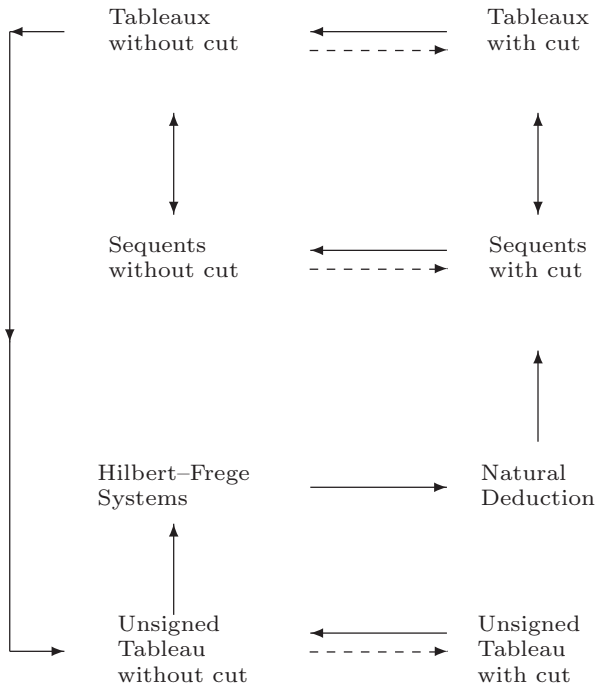 Tableaux
without cut
Tableaux
with cut
Sequents
without cut
Sequents
with cut
Hilbert–Frege
Systems
Natural
Deduction
Unsigned
Tableau
without cut
Unsigned
Tableau
with cut